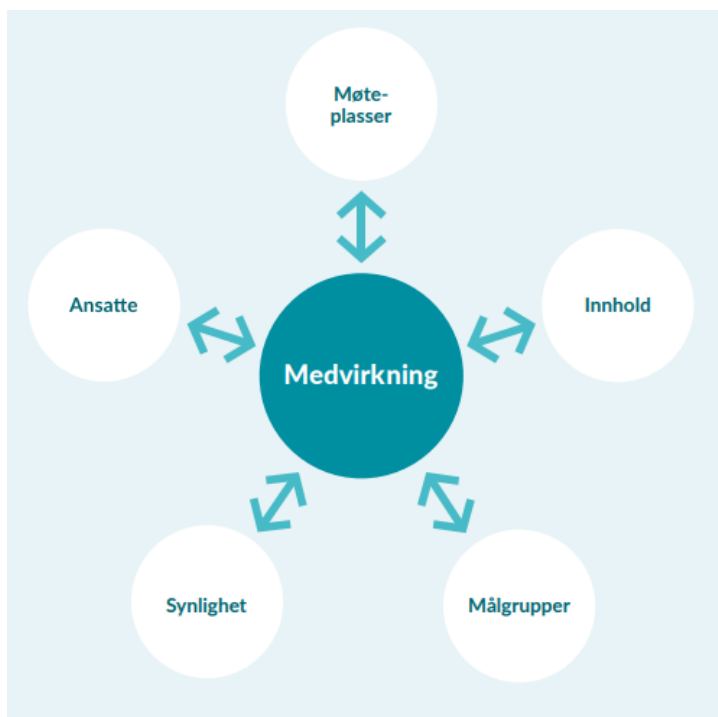 Møte-
plasser
Ansatte
Innhold
Medvirkning
Synlighet
Målgrupper